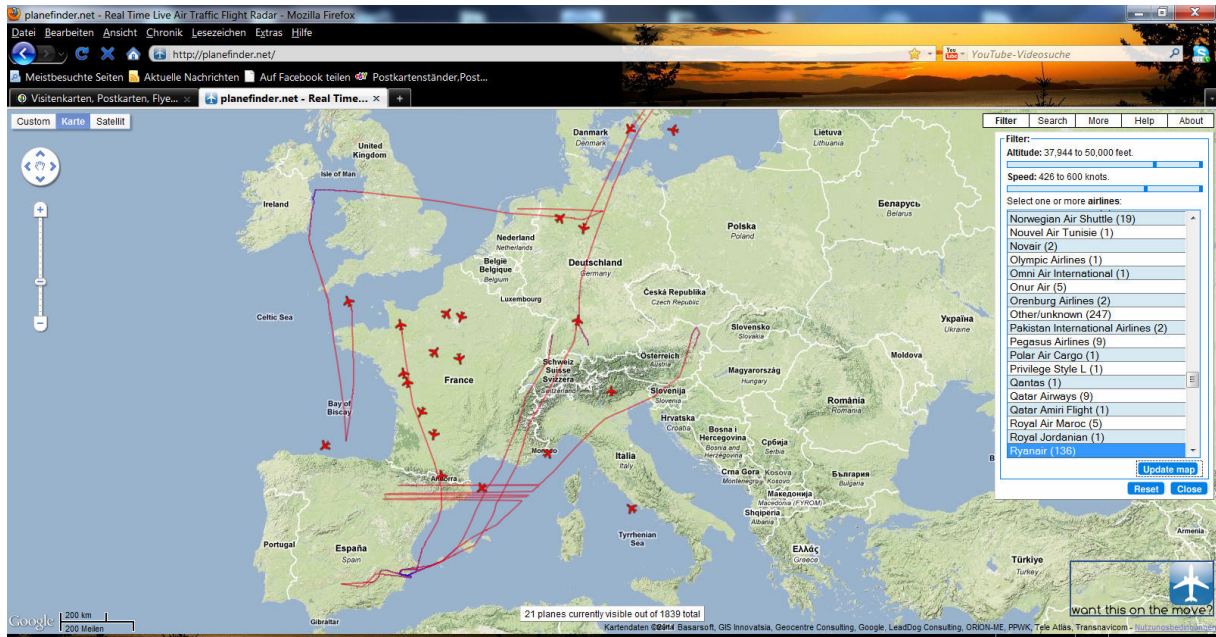 planefinder.net - Real Time Live Air Traffic Flight Radar - Mozilla Firefox
Datei Bearbeiten Ansicht Chronik Lesezeichen Extras Hilfe
http://planefinder.net/
You Tube
YouTube-Videosuche
Meistbesuchte Seiten Aktuelle Nachrichten Auf Facebook teilen Postkartenständer,Post...
Visitenkarten, Postkarten, Flye... × planefinder.net - Real Time... × +
Custom Karte Satellit
Filter Search More Help About
Filter:
Altitude: 37,944 to 50,000 feet.
Speed: 426 to 600 knots.
Select one or more airlines:
Norwegian Air Shuttle (19)
Nouvel Air Tunisie (1)
Novair (2)
Olympic Airlines (1)
Omni Air International (1)
Onur Air (5)
Orenburg Airlines (2)
Other/unknown (247)
Pakistan International Airlines (2)
Pegasus Airlines (9)
Polar Air Cargo (1)
Privilege Style L (1)
Qantas (1)
Qatar Airways (9)
Qatar Amiri Flight (1)
Royal Air Maroc (5)
Royal Jordanian (1)
Ryanair (136)
Update map
Reset Close
Danmark
Denmark
Lietuva
Lithuania
United
Kingdom
Isle of Man
Ireland
Беларусь
Belarus
Polska
Poland
Nederland
Netherlands
België
Belgique
Belgium
Deutschland
Germany
Luxembourg
Česká Republika
Czech Republic
Celtic Sea
Slovensko
Slovakia
Україна
Ukraine
Schweiz
Suisse
Svizzera
Switzerland
Österreich
Austria
Magyarország
Hungary
Moldova
France
Slovenija
Slovenia
România
Romania
Bay of
Biscay
Hrvatska
Croatia
Bosna i
Hercegovina
Bosnia and
Herzegovina
Србија
Serbia
Monaco
Italia
Italy
Crna Gora
Montenegro
Kosova
Kosovo
България
Bulgaria
Andorra
Македонија
Macedonia (FYROM)
Shqipëria
Albania
Portugal
España
Spain
Tyrrhenian
Sea
Ελλάς
Greece
Türkiye
Turkey
Armenia
Gibraltar
want this on the move?
21 planes currently visible out of 1839 total
Google
200 km
200 Meilen
Basarsoft, GIS Innovatsia, Geocentre Consulting, Google, LeadDog Consulting, ORION-ME, PPWK, Tele Atlas, Transnavicom - Nutzungsbedingungen